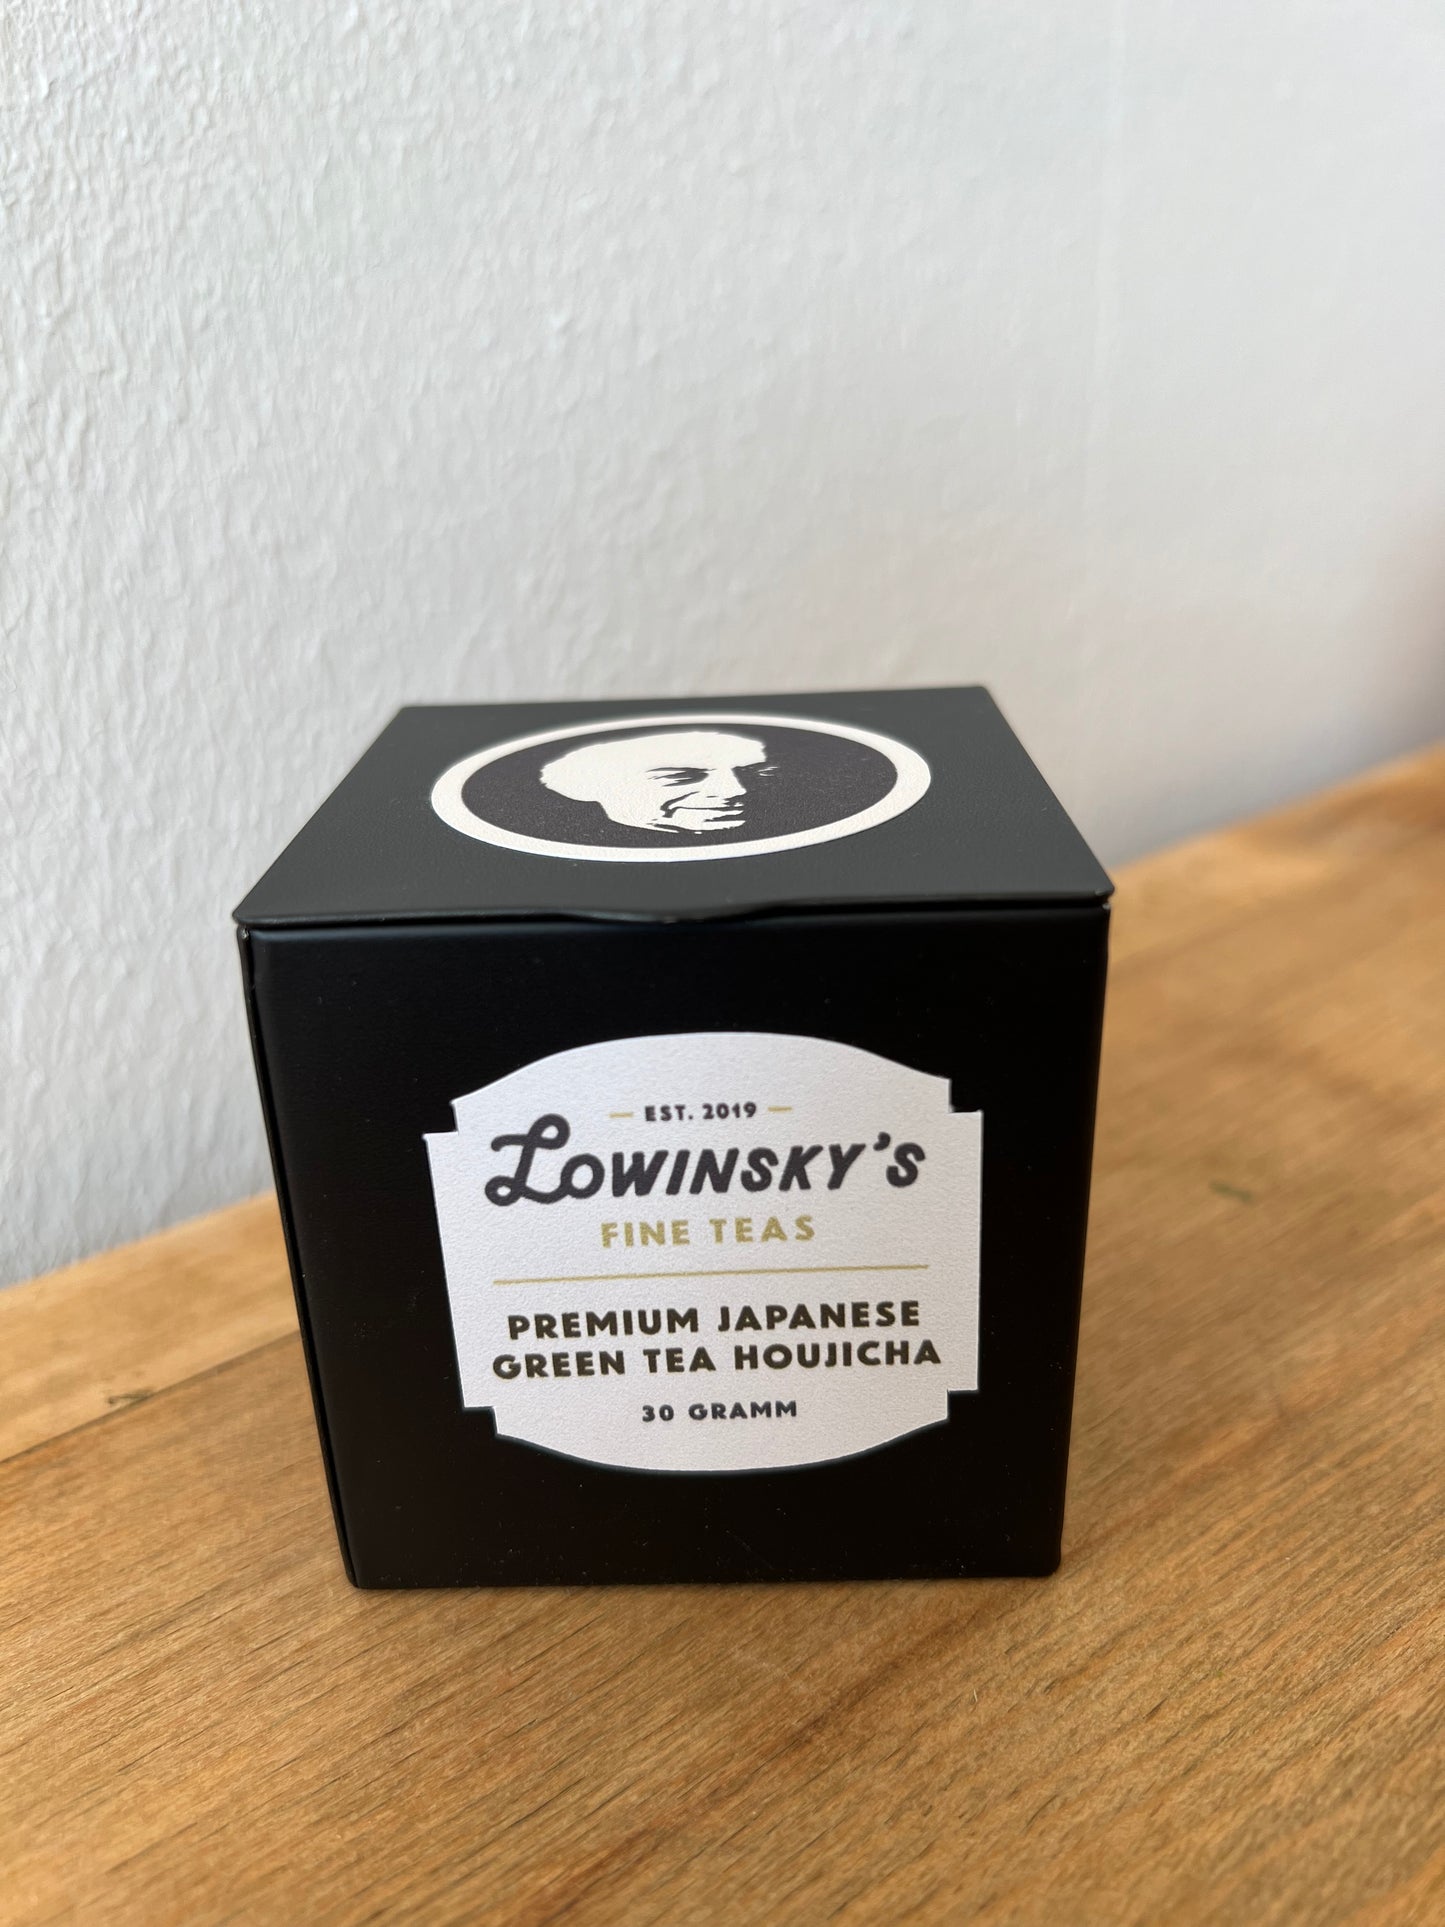 EST. 2019
LOWINSKY'S
FINE TEAS
PREMIUM JAPANESE
GREEN TEA HOUJICHA
30 GRAMM